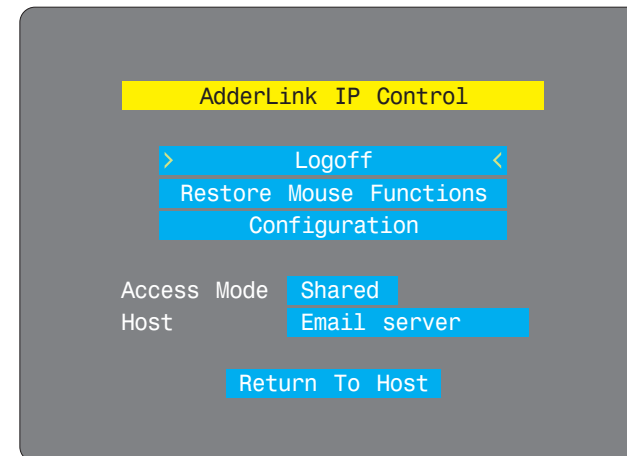 AdderLink IP Control
> Logoff <
Restore Mouse Functions
Configuration
Access Mode Shared
Host Email server
Return To Host